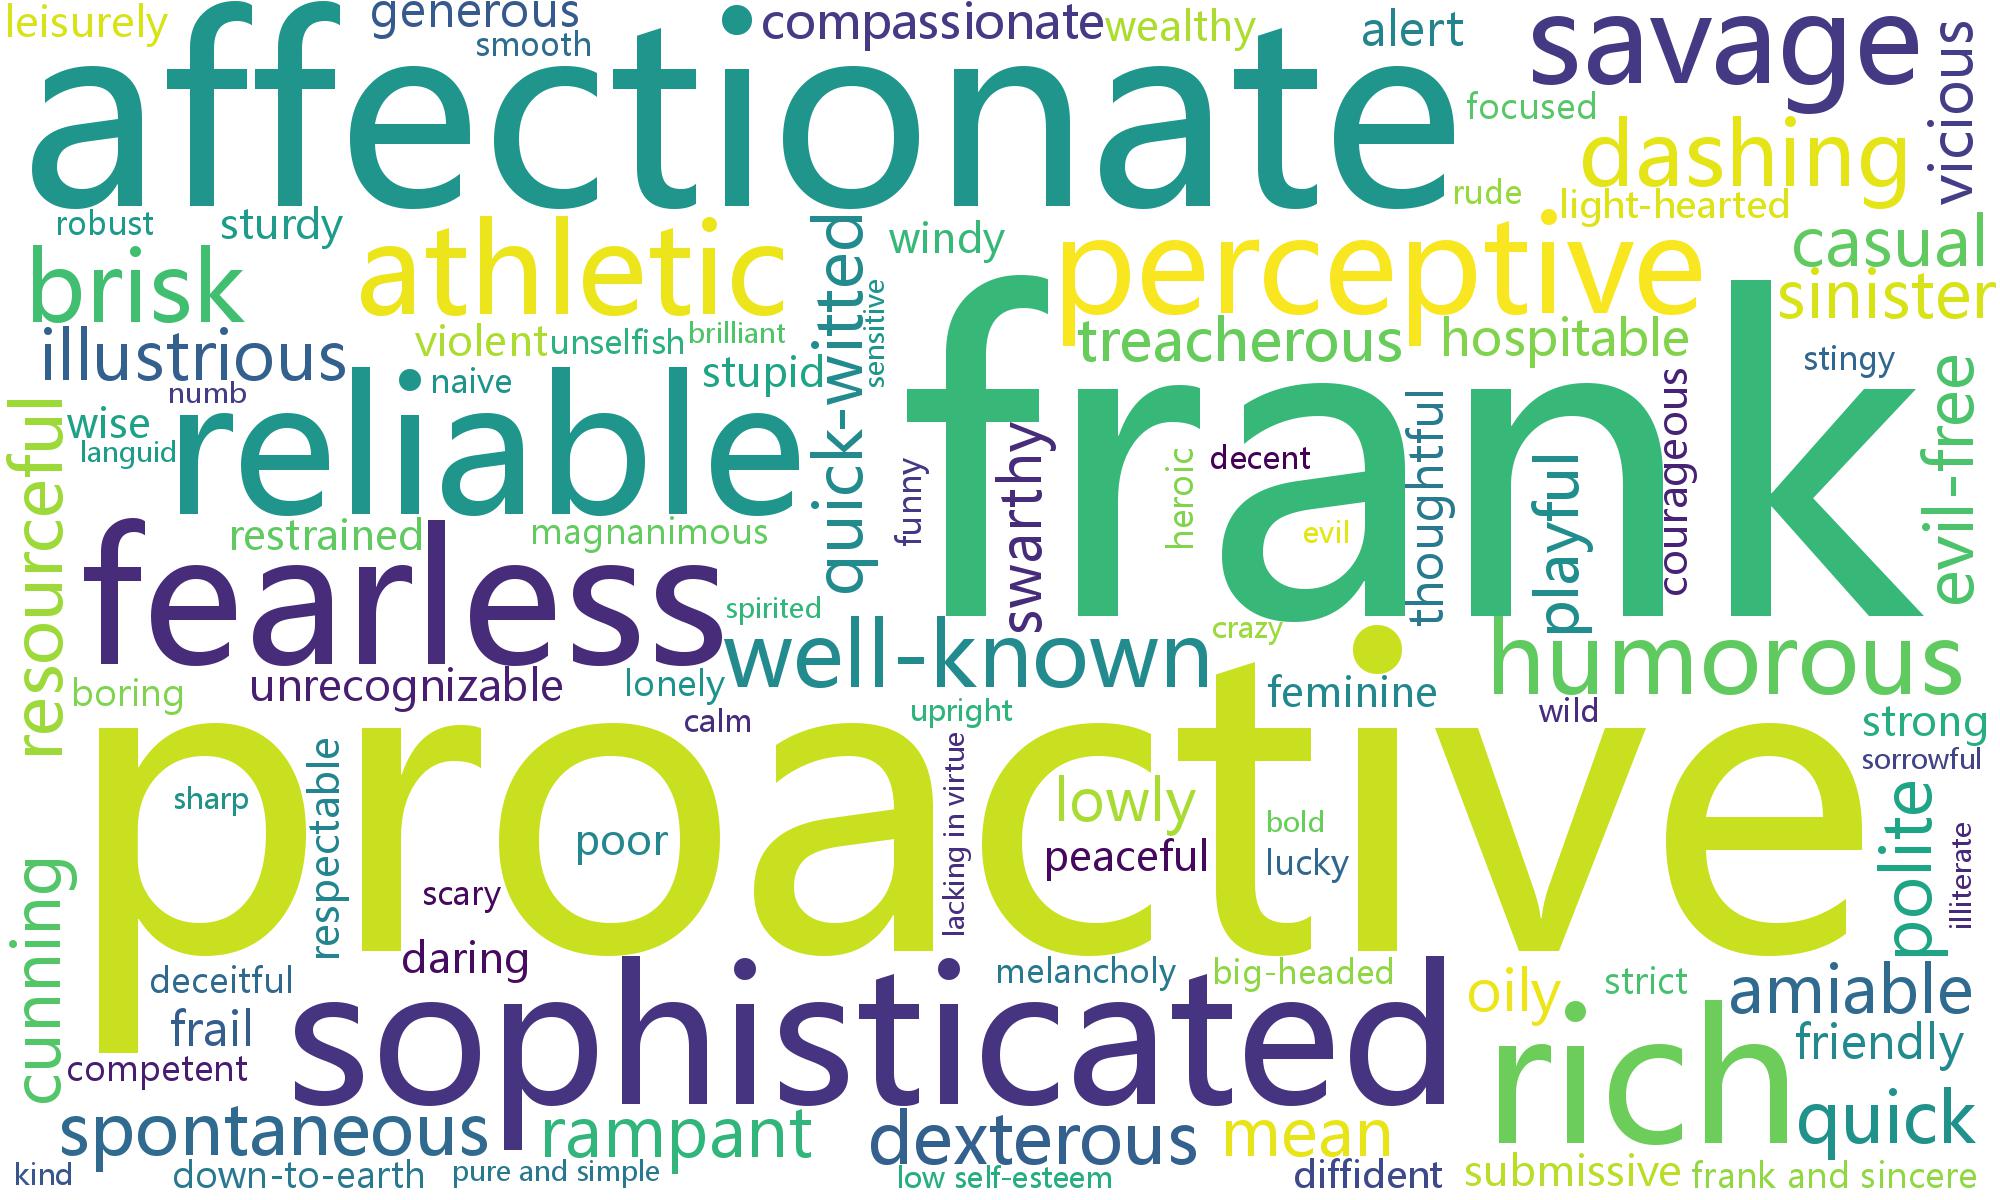 leisurely
generous
smooth
compassionate
wealthy
alert
savage
vicious
affectionate
focused
dashing
rude
light-hearted
robust
sturdy
athletic
quick-witted
windy
perceptive
casual
brisk
sensitive
sinister
illustrious
violent
unselfish
brilliant
treacherous
hospitable
frank
numb
naive
stupid
stingy
evil-free
resourceful
wise
languid
reliable
funny
swarthy
heroic
decent
thoughtful
playful
courageous
evil
restrained
magnanimous
fearless
spirited
well-known
crazy
humorous
boring
unrecognizable
lonely
calm
upright
feminine
wild
strong
proactive
sorrowful
sharp
respectable
poor
lacking in virtue
lowly
bold
peaceful
lucky
polite
illiterate
cunning
scary
daring
deceitful
melancholy
big-headed
oily
strict
amiable
frail
sophisticated
rich
friendly
competent
spontaneous
rampant
dexterous
mean
quick
kind
down-to-earth
pure and simple
low self-esteem
diffident
submissive
frank and sincere